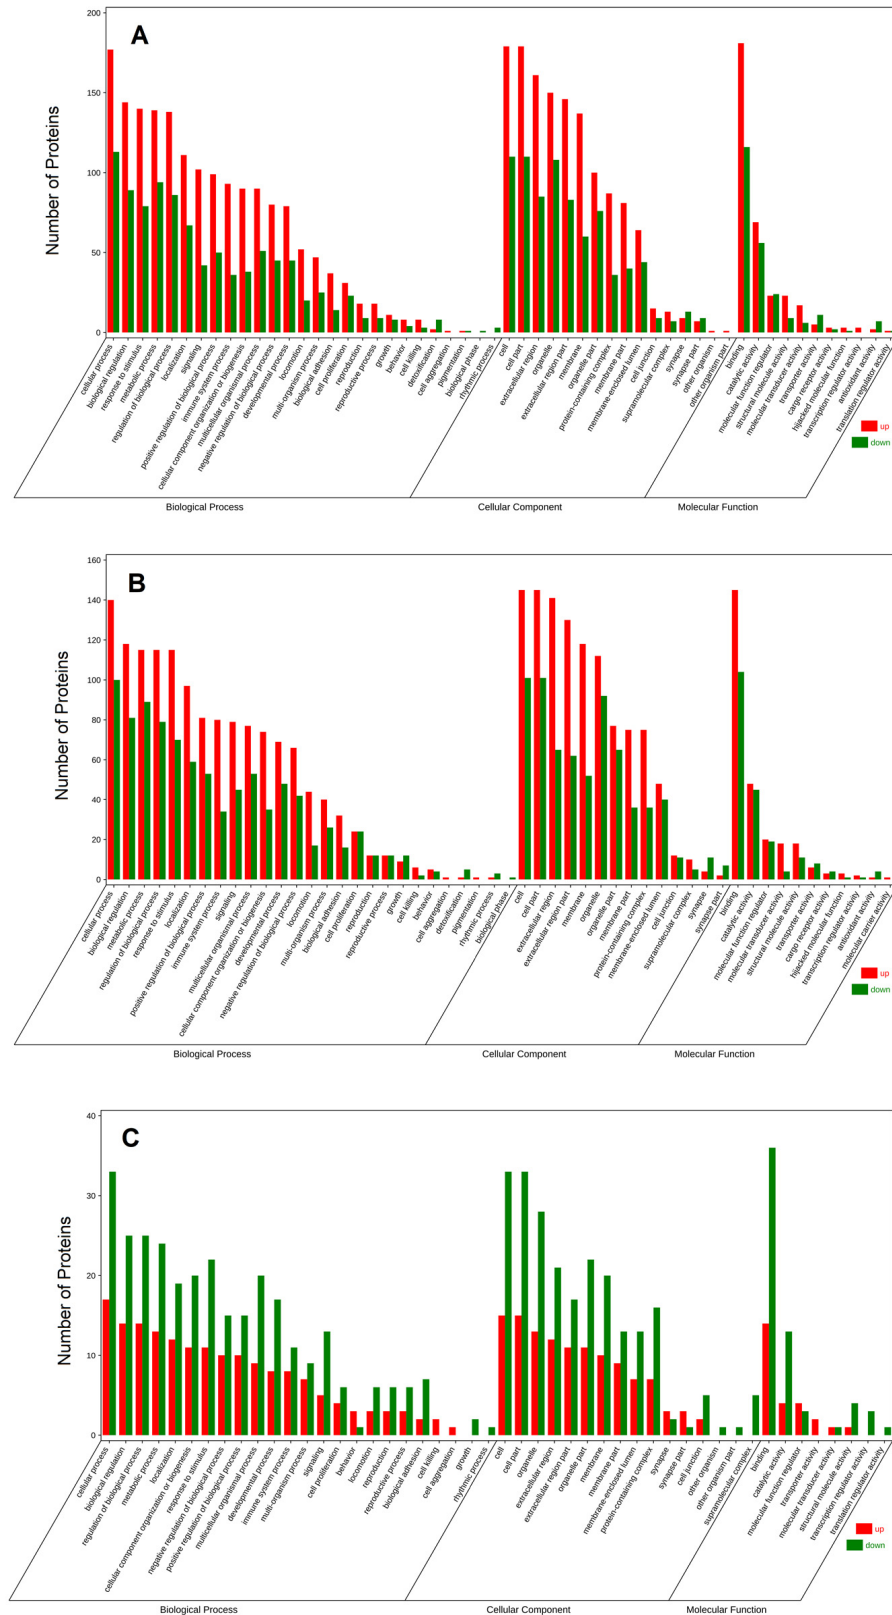 A
Number of Proteins
200
150
100
50
0
cellular process
biological regulation
response to stimulus
metabolic process
regulation of biological process
localization
signaling
positive regulation of biological process
immune system process
cellular component organization or biogenesis
multicellular organismal process
negative regulation of biological process
developmental process
locomotion
multi-organism process
biological adhesion
cell proliferation
reproduction
reproductive process
growth
behavior
cell killing
detoxification
cell aggregation
pigmentation
biological phase
rhythmic process
cell
cell part
extracellular region
organelle
extracellular region part
membrane
organelle part
protein-containing complex
membrane part
membrane-enclosed lumen
cell junction
supramolecular complex
synapse
synapse part
other organism
other organism part
binding
catalytic activity
molecular function regulator
structural molecule activity
molecular transducer activity
transporter activity
cargo receptor activity
hijacked molecular function
transcription regulator activity
antioxidant activity
translation regulator activity
up
down
Biological Process
Cellular Component
Molecular Function
B
Number of Proteins
160
140
120
100
80
60
40
20
0
cellular process
biological regulation
metabolic process
regulation of biological process
response to stimulus
localization
positive regulation of biological process
immune system process
signaling
multicellular organismal process
cellular component organization or biogenesis
developmental process
negative regulation of biological process
locomotion
multi-organism process
biological adhesion
cell proliferation
reproduction
reproductive process
growth
cell killing
behavior
cell aggregation
detoxification
pigmentation
rhythmic process
biological phase
cell
cell part
extracellular region
extracellular region part
membrane
organelle
organelle part
membrane part
protein-containing complex
membrane-enclosed lumen
cell junction
supramolecular complex
synapse
synapse part
binding
catalytic activity
molecular function regulator
molecular transducer activity
structural molecule activity
transporter activity
cargo receptor activity
hijacked molecular function
transcription regulator activity
antioxidant activity
molecular carrier activity
up
down
Biological Process
Cellular Component
Molecular Function
C
Number of Proteins
40
30
20
10
0
cellular process
biological regulation
regulation of biological process
metabolic process
localization
cellular component organization or biogenesis
response to stimulus
negative regulation of biological process
positive regulation of biological process
multicellular organismal process
developmental process
immune system process
multi-organism process
signaling
cell proliferation
behavior
locomotion
reproduction
reproductive process
biological adhesion
cell killing
cell aggregation
growth
rhythmic process
cell
cell part
organelle
extracellular region
extracellular region part
organelle part
membrane
membrane part
membrane-enclosed lumen
protein-containing complex
synapse
synapse part
cell junction
other organism
other organism part
supramolecular complex
binding
catalytic activity
molecular function regulator
transporter activity
molecular transducer activity
structural molecule activity
transcription regulator activity
translation regulator activity
up
down
Biological Process
Cellular Component
Molecular Function